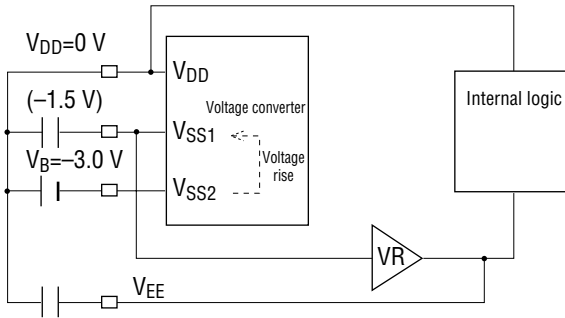 VDD=0 V
VDD
(–1.5 V)
Voltage converter
Internal logic
VSS1
VB=–3.0 V
Voltage
rise
VSS2
VR
VEE